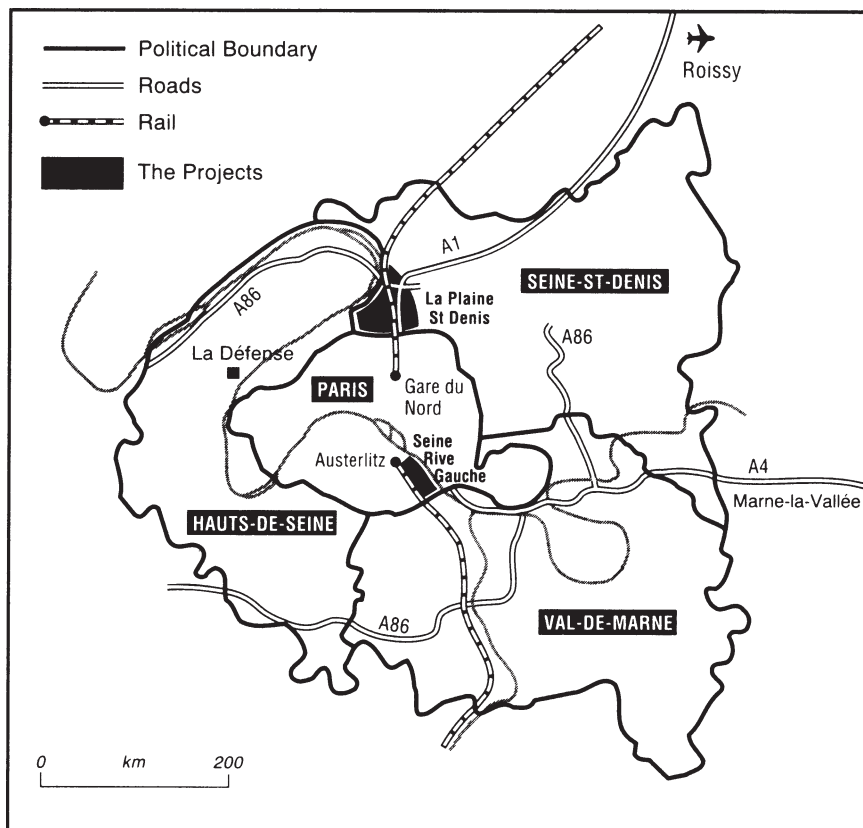 Political Boundary
Roads
Rail
The Projects
Roissy
A1
SEINE-ST-DENIS
La Plaine
St Denis
A86
A86
La Défense
PARIS
Gare du
Nord
Seine
Rive
Gauche
Austerlitz
A4
Marne-la-Vallée
HAUTS-DE-SEINE
A86
VAL-DE-MARNE
0 km 200